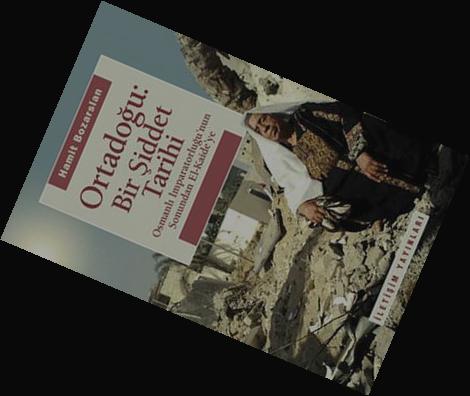 Hamit Bozarslan
Ortadoğu:
Bir Şiddet
Tarihi
Osmanlı İmparatorluğu'nun
Sonundan El-Kaide'ye
İLETİŞİM YAYINLARI